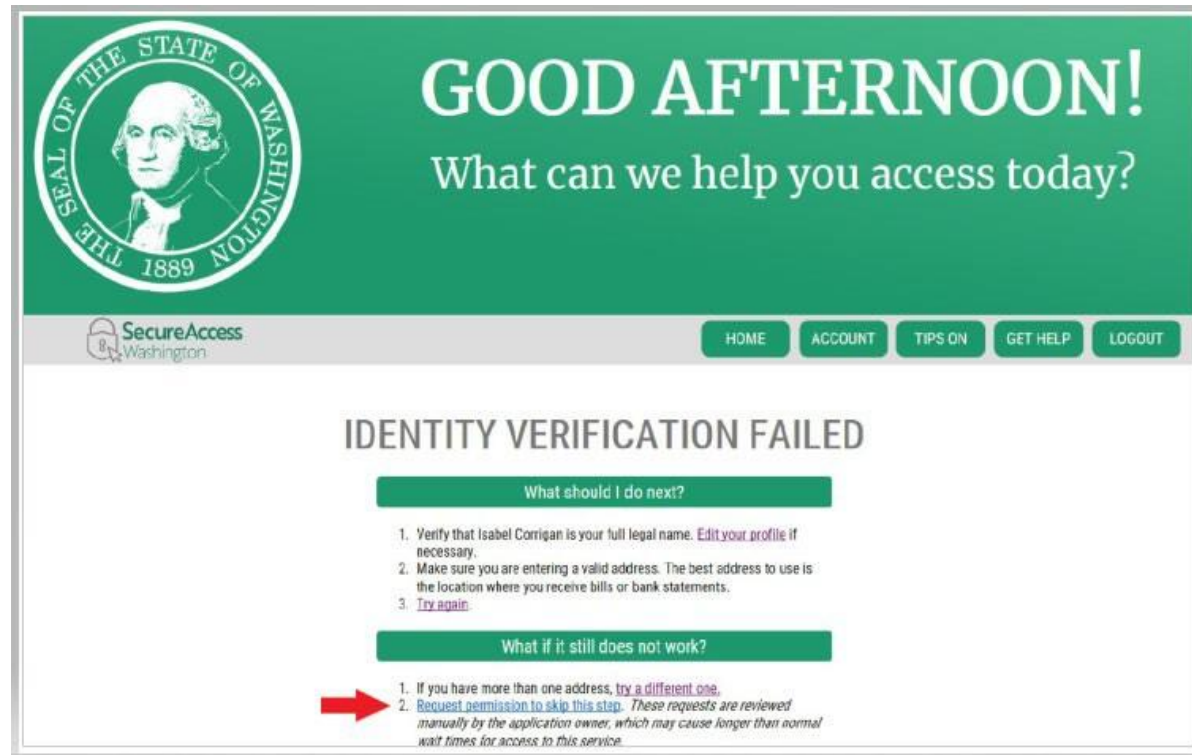 THE SEAL OF THE STATE OF WASHINGTON
1889
GOOD AFTERNOON!
What can we help you access today?
SecureAccess
Washington
HOME
ACCOUNT
TIPS ON
GET HELP
LOGOUT
IDENTITY VERIFICATION FAILED
What should I do next?
1. Verify that Isabel Corrigan is your full legal name. Edit your profile if
necessary.
2. Make sure you are entering a valid address. The best address to use is
the location where you receive bills or bank statements.
3. Try again.
What if it still does not work?
1. If you have more than one address, try a different one.
2. Request permission to skip this step. These requests are reviewed
manually by the application owner, which may cause longer than normal
wait times for access to this service.